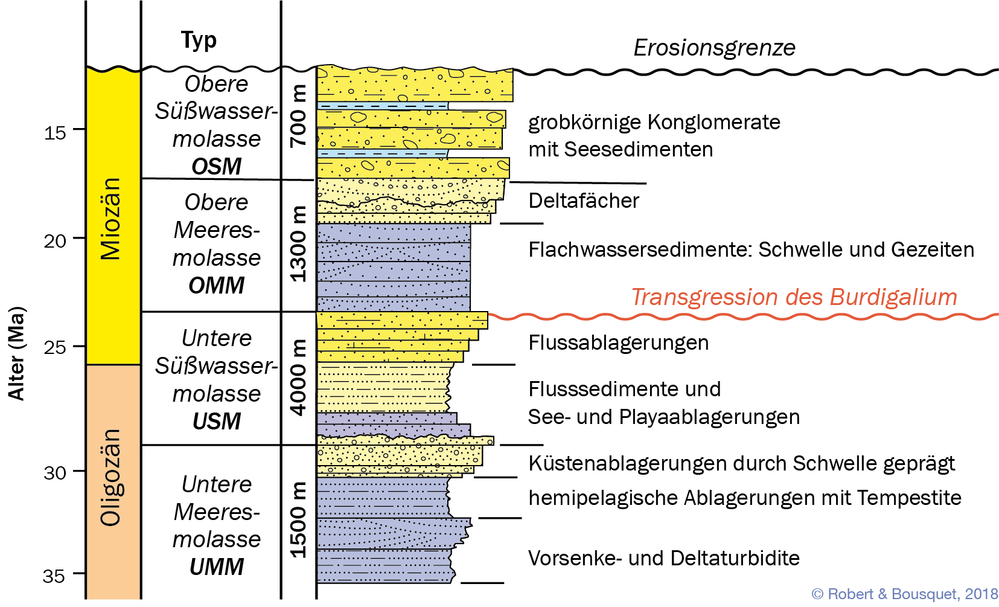 Typ
Erosionsgrenze
Obere
Süßwasser-
molasse
OSM
700 m
grobkörnige Konglomerate
mit Seesedimenten
15
Miozän
Obere
Meeres-
molasse
OMM
1300 m
Deltafächer
20
Flachwassersedimente: Schwelle und Gezeiten
Transgression des Burdigalium
Alter (Ma)
25
Untere
Süßwasser-
molasse
USM
4000 m
Flussablagerungen
Flusssedimente und
See- und Playaablagerungen
Oligozän
30
Untere
Meeres-
molasse
UMM
1500 m
Küstenablagerungen durch Schwelle geprägt
hemipelagische Ablagerungen mit Tempestite
Vorsenke- und Deltaturbidite
35
© Robert & Bousquet, 2018